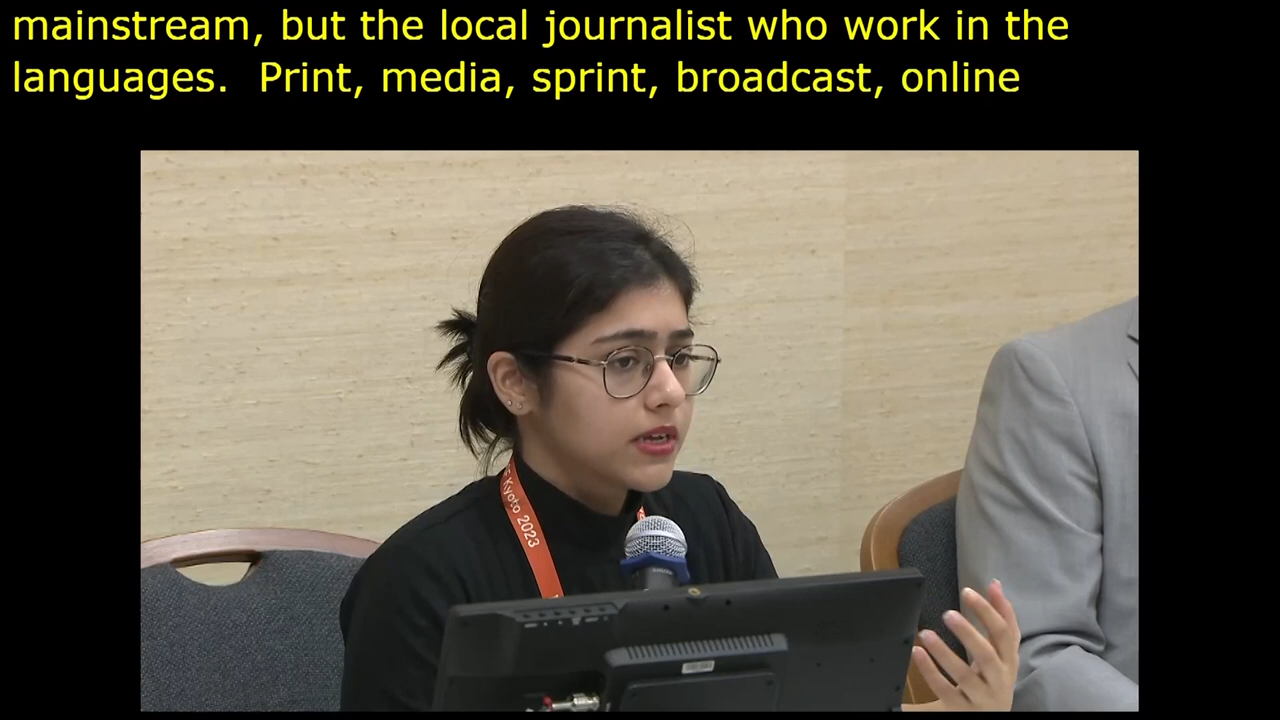 mainstream, but the local journalist who work in the
languages.  Print, media, sprint, broadcast, online
Kyoto 2023